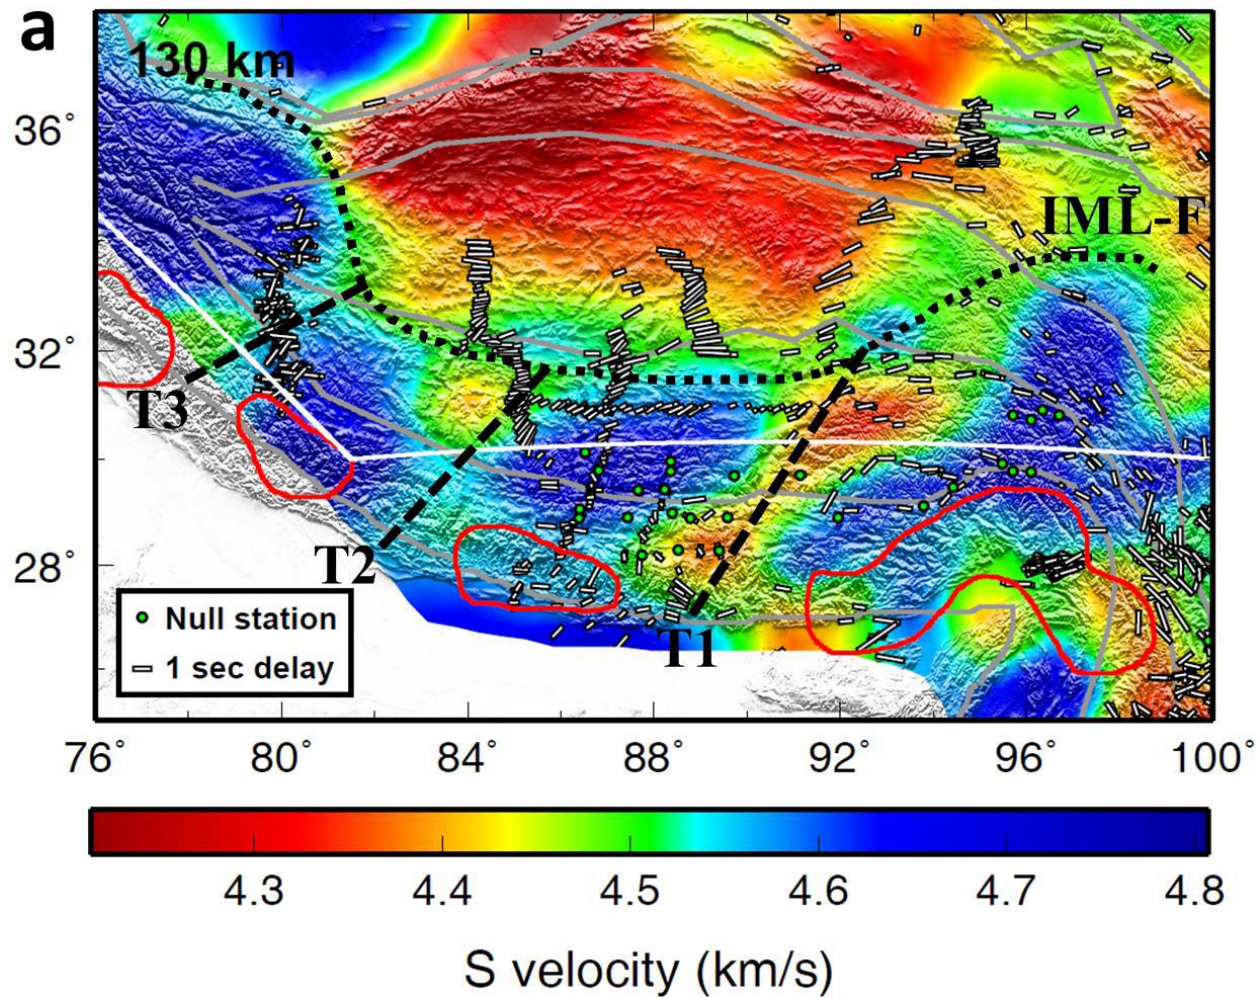 a
130 km
36°
IML-F
32°
T3
T2
28°
T1
Null station
1 sec delay
76° 80° 84° 88° 92° 96° 100°
4.3 4.4 4.5 4.6 4.7 4.8
S velocity (km/s)